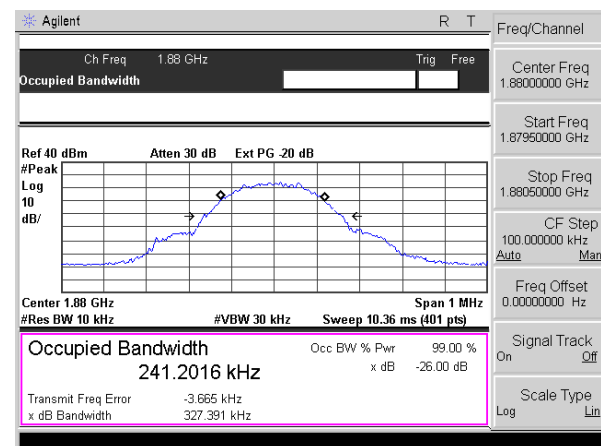 Agilent R T
Freq/Channel
Ch Freq 1.88 GHz Trig Free
Occupied Bandwidth
Center Freq
1.88000000 GHz
Start Freq
1.87950000 GHz
Stop Freq
1.88050000 GHz
CF Step
100.000000 kHz
Auto Man
Freq Offset
0.00000000 Hz
Signal Track
On Off
Scale Type
Log Lin
Ref 40 dBm Atten 30 dB Ext PG -20 dB
#Peak
Log
10
dB/
Center 1.88 GHz Span 1 MHz
#Res BW 10 kHz #VBW 30 kHz Sweep 10.36 ms (401 pts)
Occupied Bandwidth Occ BW % Pwr 99.00 %
241.2016 kHz x dB -26.00 dB
Transmit Freq Error -3.665 kHz
x dB Bandwidth 327.391 kHz